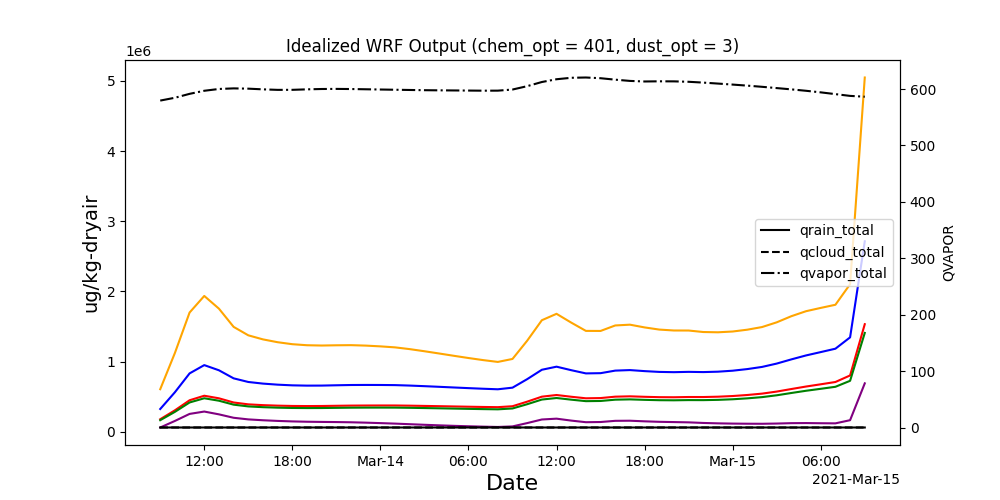 Idealized WRF Output (chem_opt = 401, dust_opt = 3)
1e6
5
4
3
2
1
0
ug/kg-dryair
600
500
400
300
200
100
0
QVAPOR
qrain_total
qcloud_total
qvapor_total
12:00 18:00 Mar-14 06:00 12:00 18:00 Mar-15 06:00
2021-Mar-15
Date